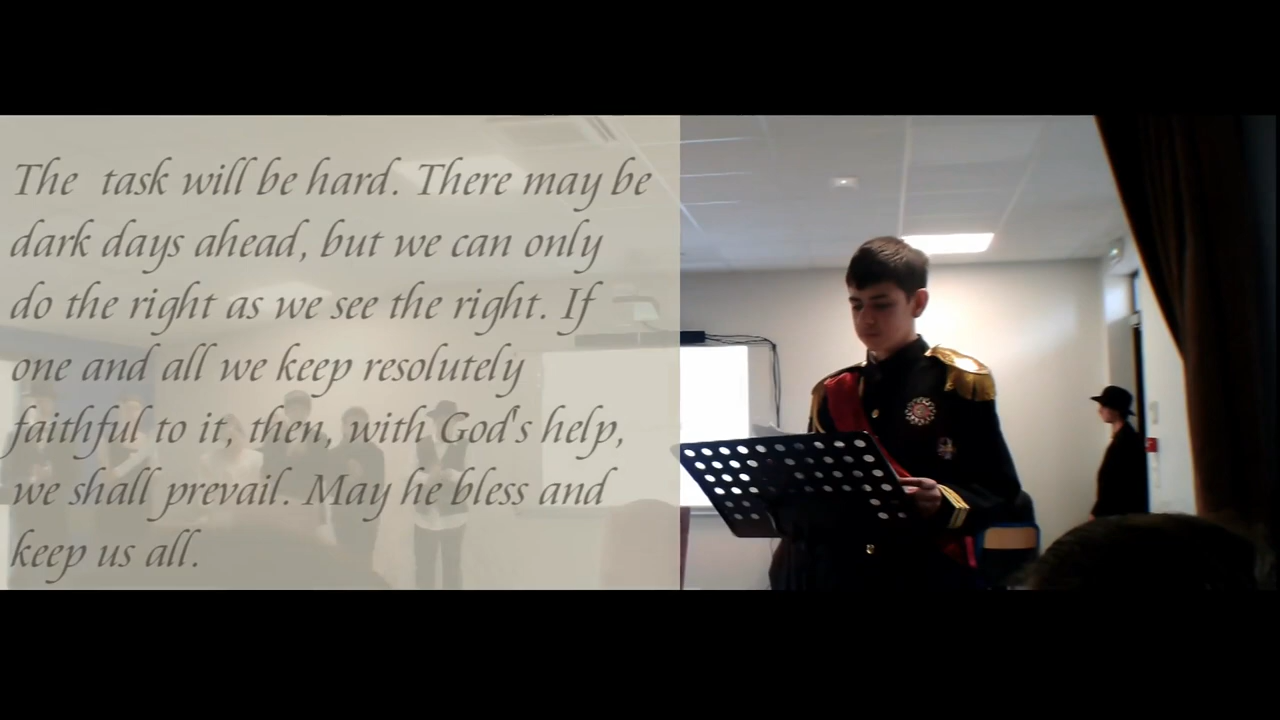 The task will be hard. There may be
dark days ahead, but we can only
do the right as we see the right. If
one and all we keep resolutely
faithful to it, then, with God's help,
we shall prevail. May he bless and
keep us all.